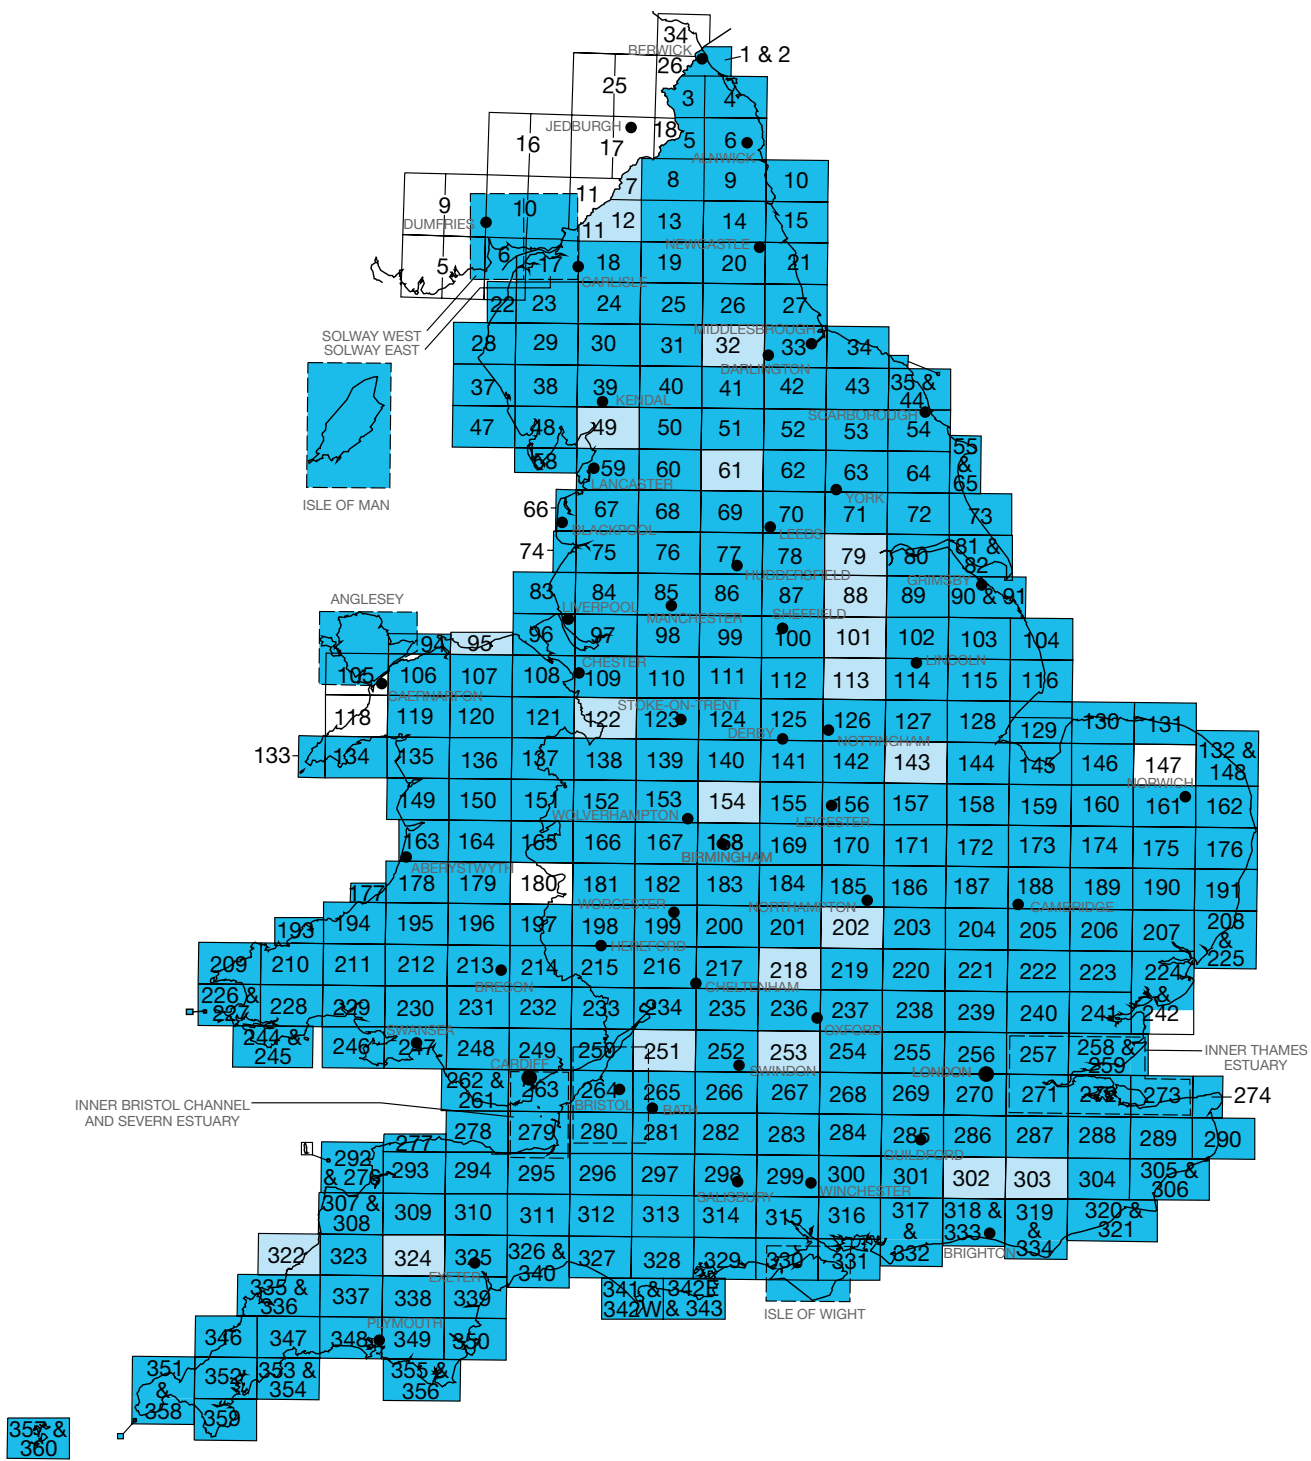 34
BERWICK
1 & 2
26
25
3 4
JEDBURGH 18
16 17 5 6
ALNWICK
7 8 9 10
11
9 10
DUMFRIES 11 12 13 14 15
NEWCASTLE
5 6 17 18 19 20 21
CARLISLE
22 23 24 25 26 27
SOLWAY WEST
SOLWAY EAST
MIDDLESBROUGH
28 29 30 31 32 33 34
DARLINGTON
37 38 39 40 41 42 43 35 &
44
KENDAL
SCARBOROUGH
47 48 49 50 51 52 53 54
55
&
65
58 59 60 61 62 63 64
LANCASTER
YORK
ISLE OF MAN
66 67 68 69 70 71 72 73
BLACKPOOL
LEEDS
74 75 76 77 78 79 80 81 &
82
HUDDERSFIELD
GRIMSBY
83 84 85 86 87 88 89 90 & 91
ANGLESEY
LIVERPOOL
MANCHESTER
SHEFFIELD
94 95 96 97 98 99 100 101 102 103 104
LINCOLN
CHESTER
105 106 107 108 109 110 111 112 113 114 115 116
CAERNARFON
STOKE-ON-TRENT
118 119 120 121 122 123 124 125 126 127 128 129 130 131
DERBY
NOTTINGHAM
133 134 135 136 137 138 139 140 141 142 143 144 145 146 147 132 &
148
NORWICH
149 150 151 152 153 154 155 156 157 158 159 160 161 162
WOLVERHAMPTON
LEICESTER
163 164 165 166 167 168 169 170 171 172 173 174 175 176
BIRMINGHAM
ABERYSTWYTH
177 178 179 180 181 182 183 184 185 186 187 188 189 190 191
WORCESTER
NORTHAMPTON
CAMBRIDGE
193 194 195 196 197 198 199 200 201 202 203 204 205 206 207 208
&
225
HEREFORD
209 210 211 212 213 214 215 216 217 218 219 220 221 222 223 224
&
242
BRECON
CHELTENHAM
226 &
227 228 229 230 231 232 233 234 235 236 237 238 239 240 241
OXFORD
SWANSEA
244 &
245 246 247 248 249 250 251 252 253 254 255 256 257 258 &
259
CARDIFF
SWINDON
LONDON
INNER THAMES
ESTUARY
262 &
261 263 264 265 266 267 268 269 270 271 272 273 274
BRISTOL
BATH
INNER BRISTOL CHANNEL
AND SEVERN ESTUARY
277 278 279 280 281 282 283 284 285 286 287 288 289 290
GUILDFORD
292
& 276 293 294 295 296 297 298 299 300 301 302 303 304 305 &
306
SALISBURY
WINCHESTER
307 &
308 309 310 311 312 313 314 315 316 317
&
332
318 &
333
319
&
334
320 &
321
BRIGHTON
322 323 324 325 326 &
340 327 328 329 330 331
EXETER
335 &
336 337 338 339 341 & 342E
342W & 343
ISLE OF WIGHT
PLYMOUTH
346 347 348 349 350
351
&
358
352 353 &
354
355 &
356
359
357 &
360